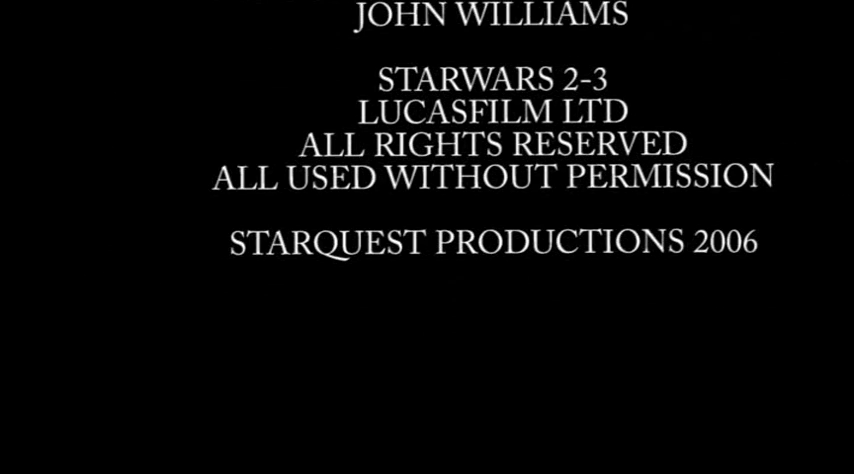 JOHN WILLIAMS
STARWARS 2-3
LUCASFILM LTD
ALL RIGHTS RESERVED
ALL USED WITHOUT PERMISSION
STARQUEST PRODUCTIONS 2006